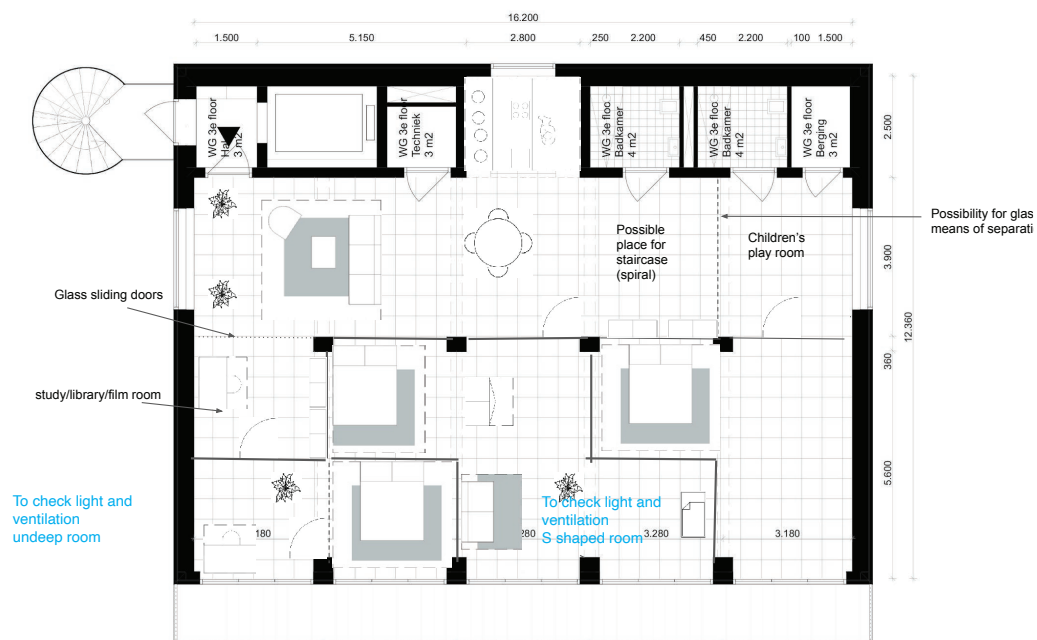 16.200
1.500
5.150
2.800
250
2.200
450
2.200
100
1.500
WG 3e floor
Hal
3 m2
WG 3e floor
Techniek
3 m2
WG 3e floo
Badkamer
4 m2
WG 3e floo
Badkamer
4 m2
WG 3e floor
Berging
3 m2
2.500
3.900
12.360
360
5.600
Possible
place for
staircase
(spiral)
Children's
play room
Possibility for glas
means of separati
Glass sliding doors
study/library/film room
To check light and
ventilation
undeep room
To check light and
ventilation
S shaped room
180
280
3.280
3.180